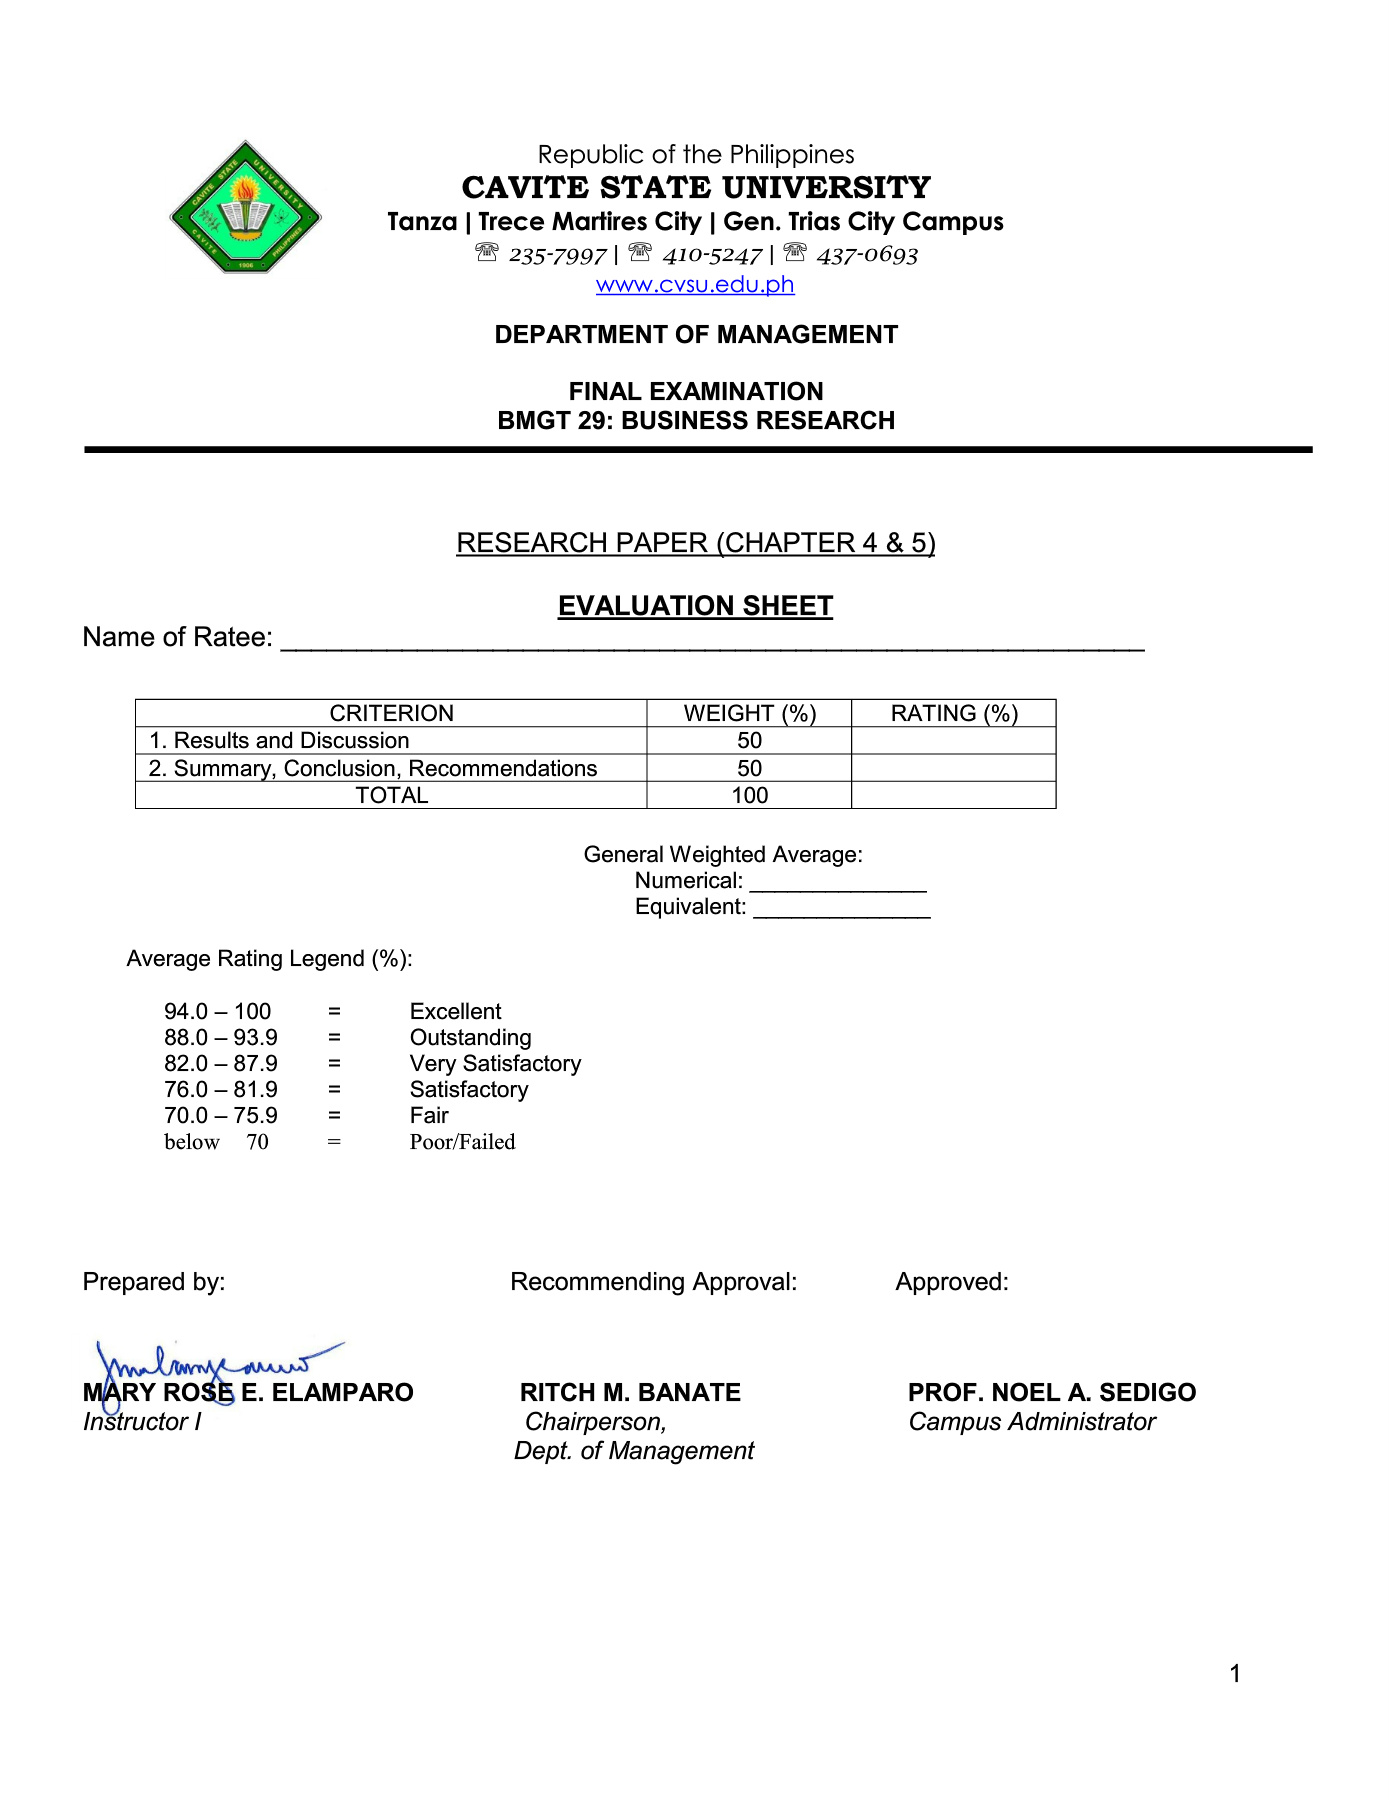 Republic of the Philippines
CAVITE STATE UNIVERSITY
Tanza | Trece Martires City | Gen. Trias City Campus
☏ 235-7997 | ☏ 410-5247 | ☏ 437-0693
www.cvsu.edu.ph
CAVITE STATE UNIVERSITY
CAVITE PHILIPPINES
1906
DEPARTMENT OF MANAGEMENT
FINAL EXAMINATION
BMGT 29: BUSINESS RESEARCH
RESEARCH PAPER (CHAPTER 4 & 5)
EVALUATION SHEET
Name of Ratee: ___________________________________________________________
CRITERION WEIGHT (%) RATING (%)
1. Results and Discussion 50
2. Summary, Conclusion, Recommendations 50
TOTAL 100
General Weighted Average:
Numerical: ______________
Equivalent: ______________
Average Rating Legend (%):
94.0 – 100 = Excellent
88.0 – 93.9 = Outstanding
82.0 – 87.9 = Very Satisfactory
76.0 – 81.9 = Satisfactory
70.0 – 75.9 = Fair
below 70 = Poor/Failed
Prepared by: Recommending Approval: Approved:
MARY ROSE E. ELAMPARO RITCH M. BANATE PROF. NOEL A. SEDIGO
Instructor I Chairperson, Campus Administrator
Dept. of Management
1